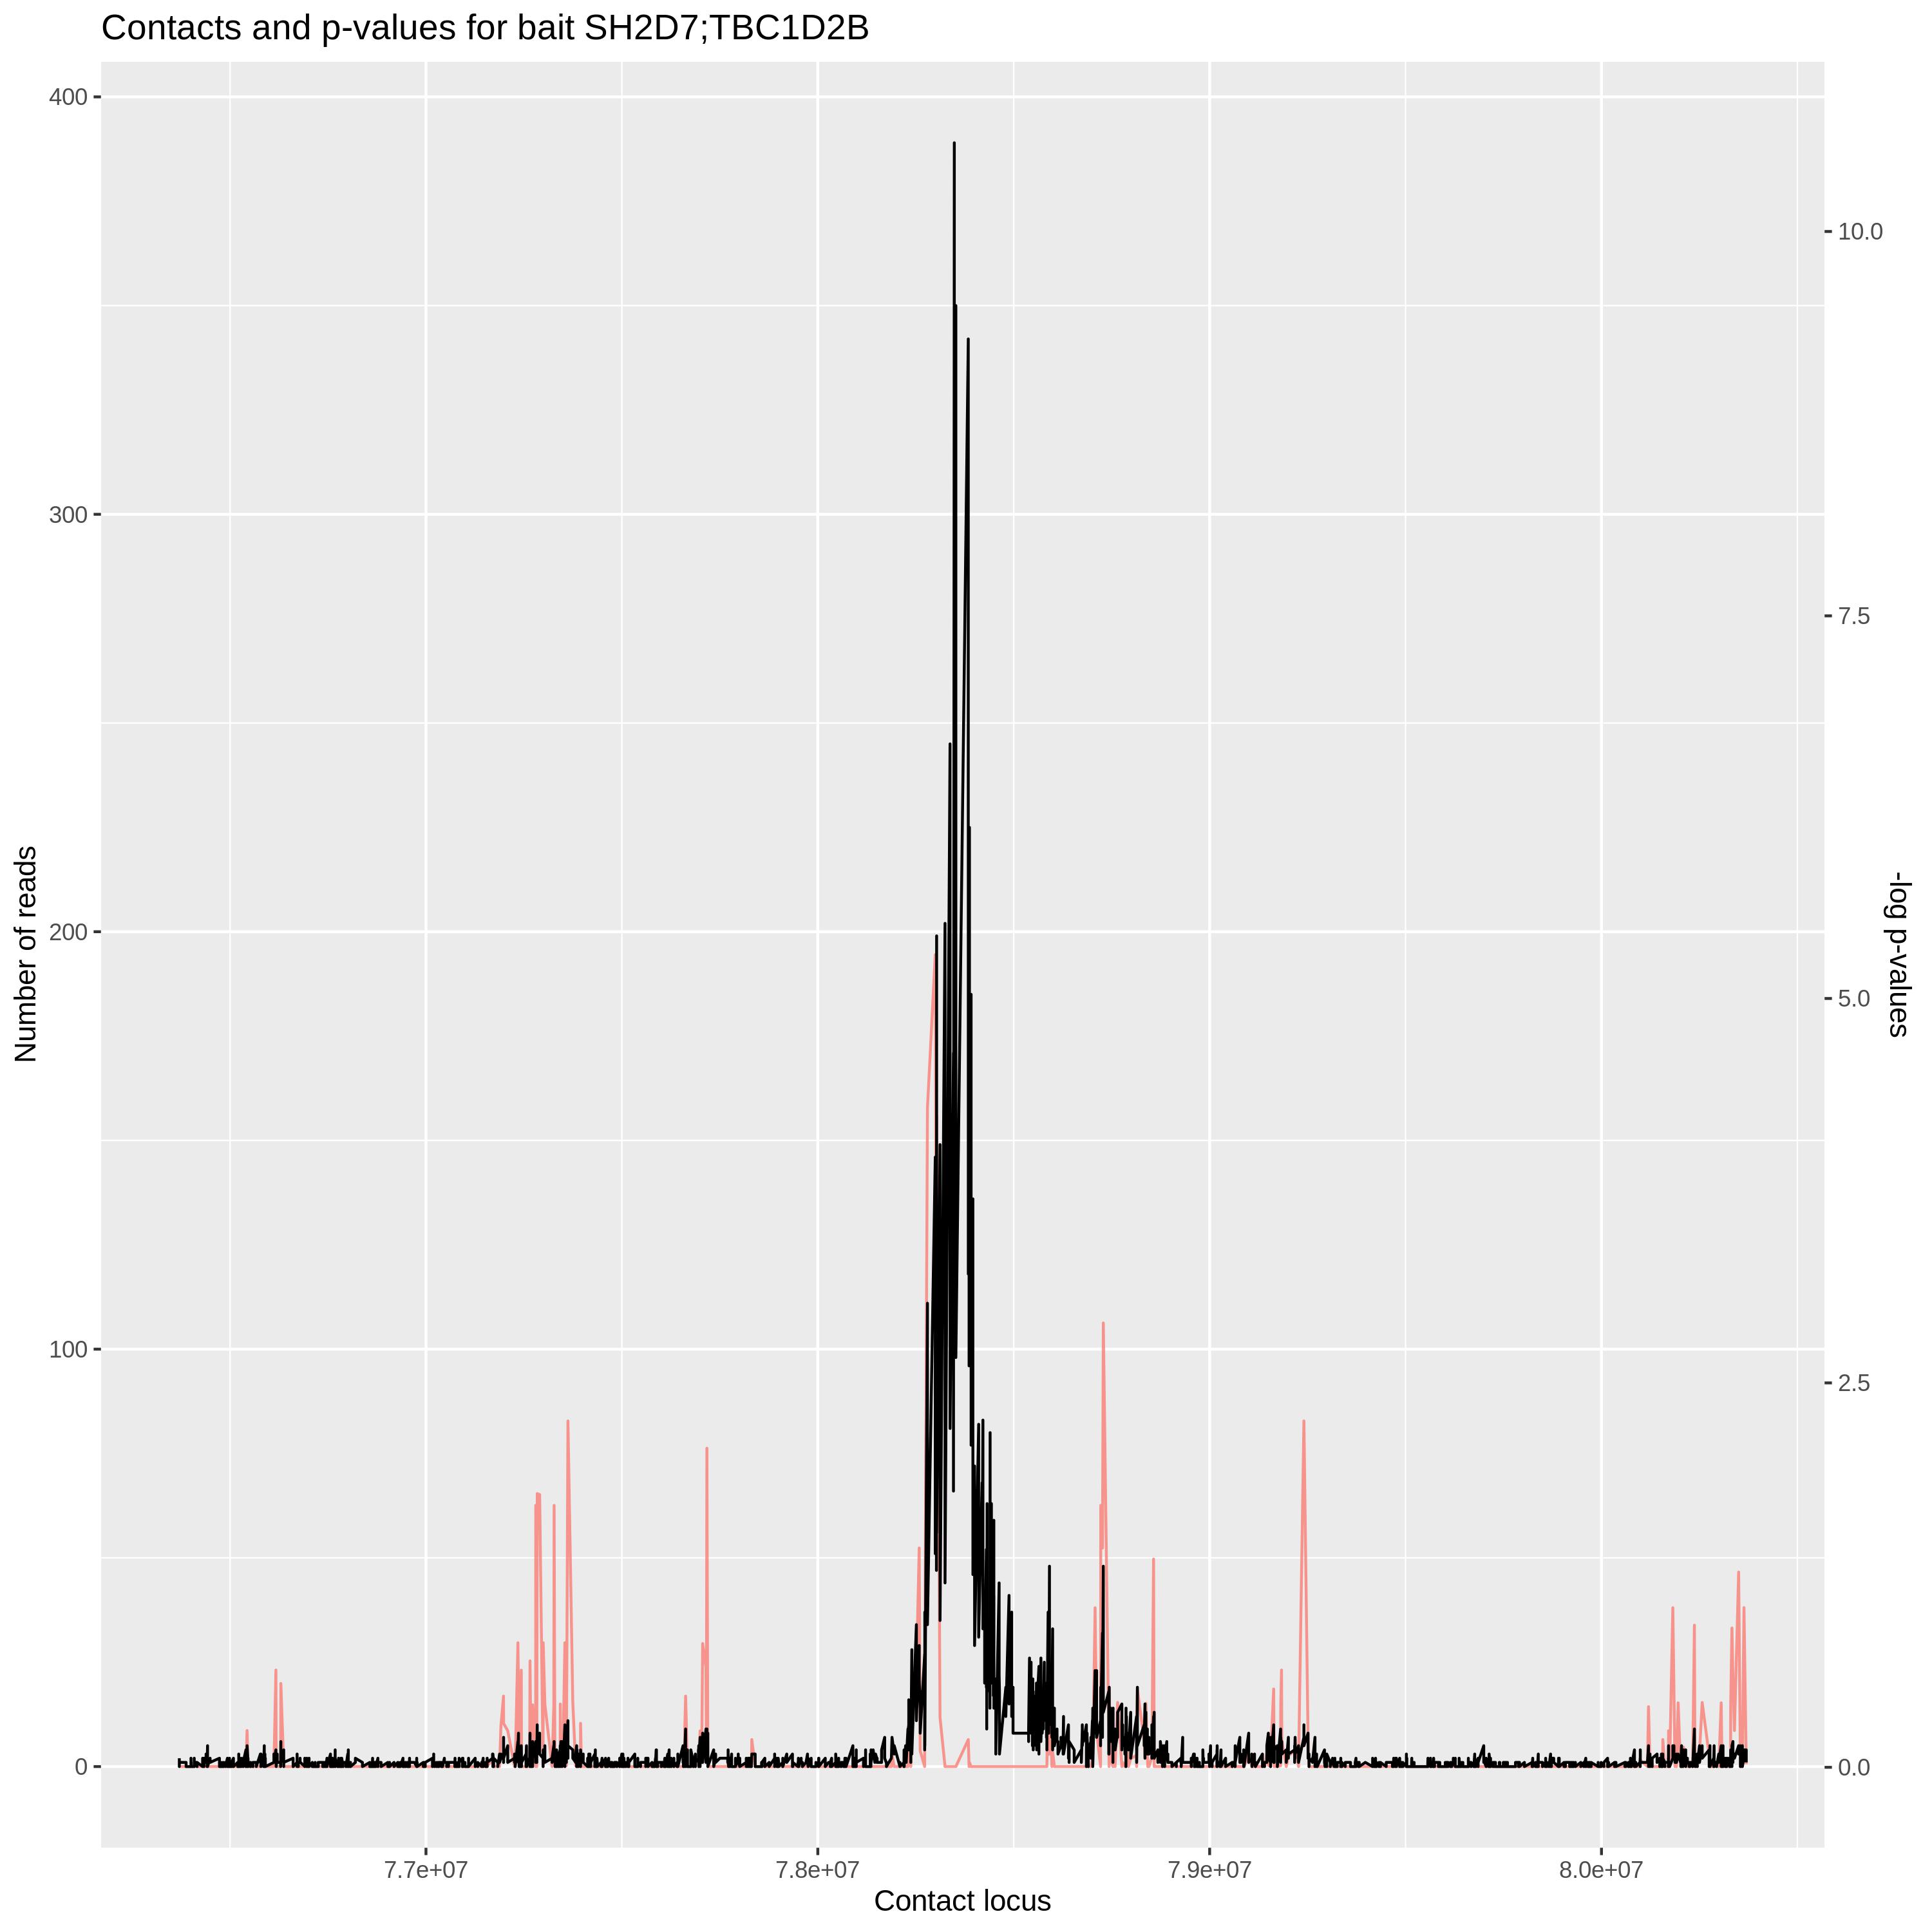 Contacts and p-values for bait SH2D7;TBC1D2B
400
300
200
100
0
Number of reads
10.0
7.5
5.0
2.5
0.0
-log p-values
7.7e+07
7.8e+07
7.9e+07
8.0e+07
Contact locus